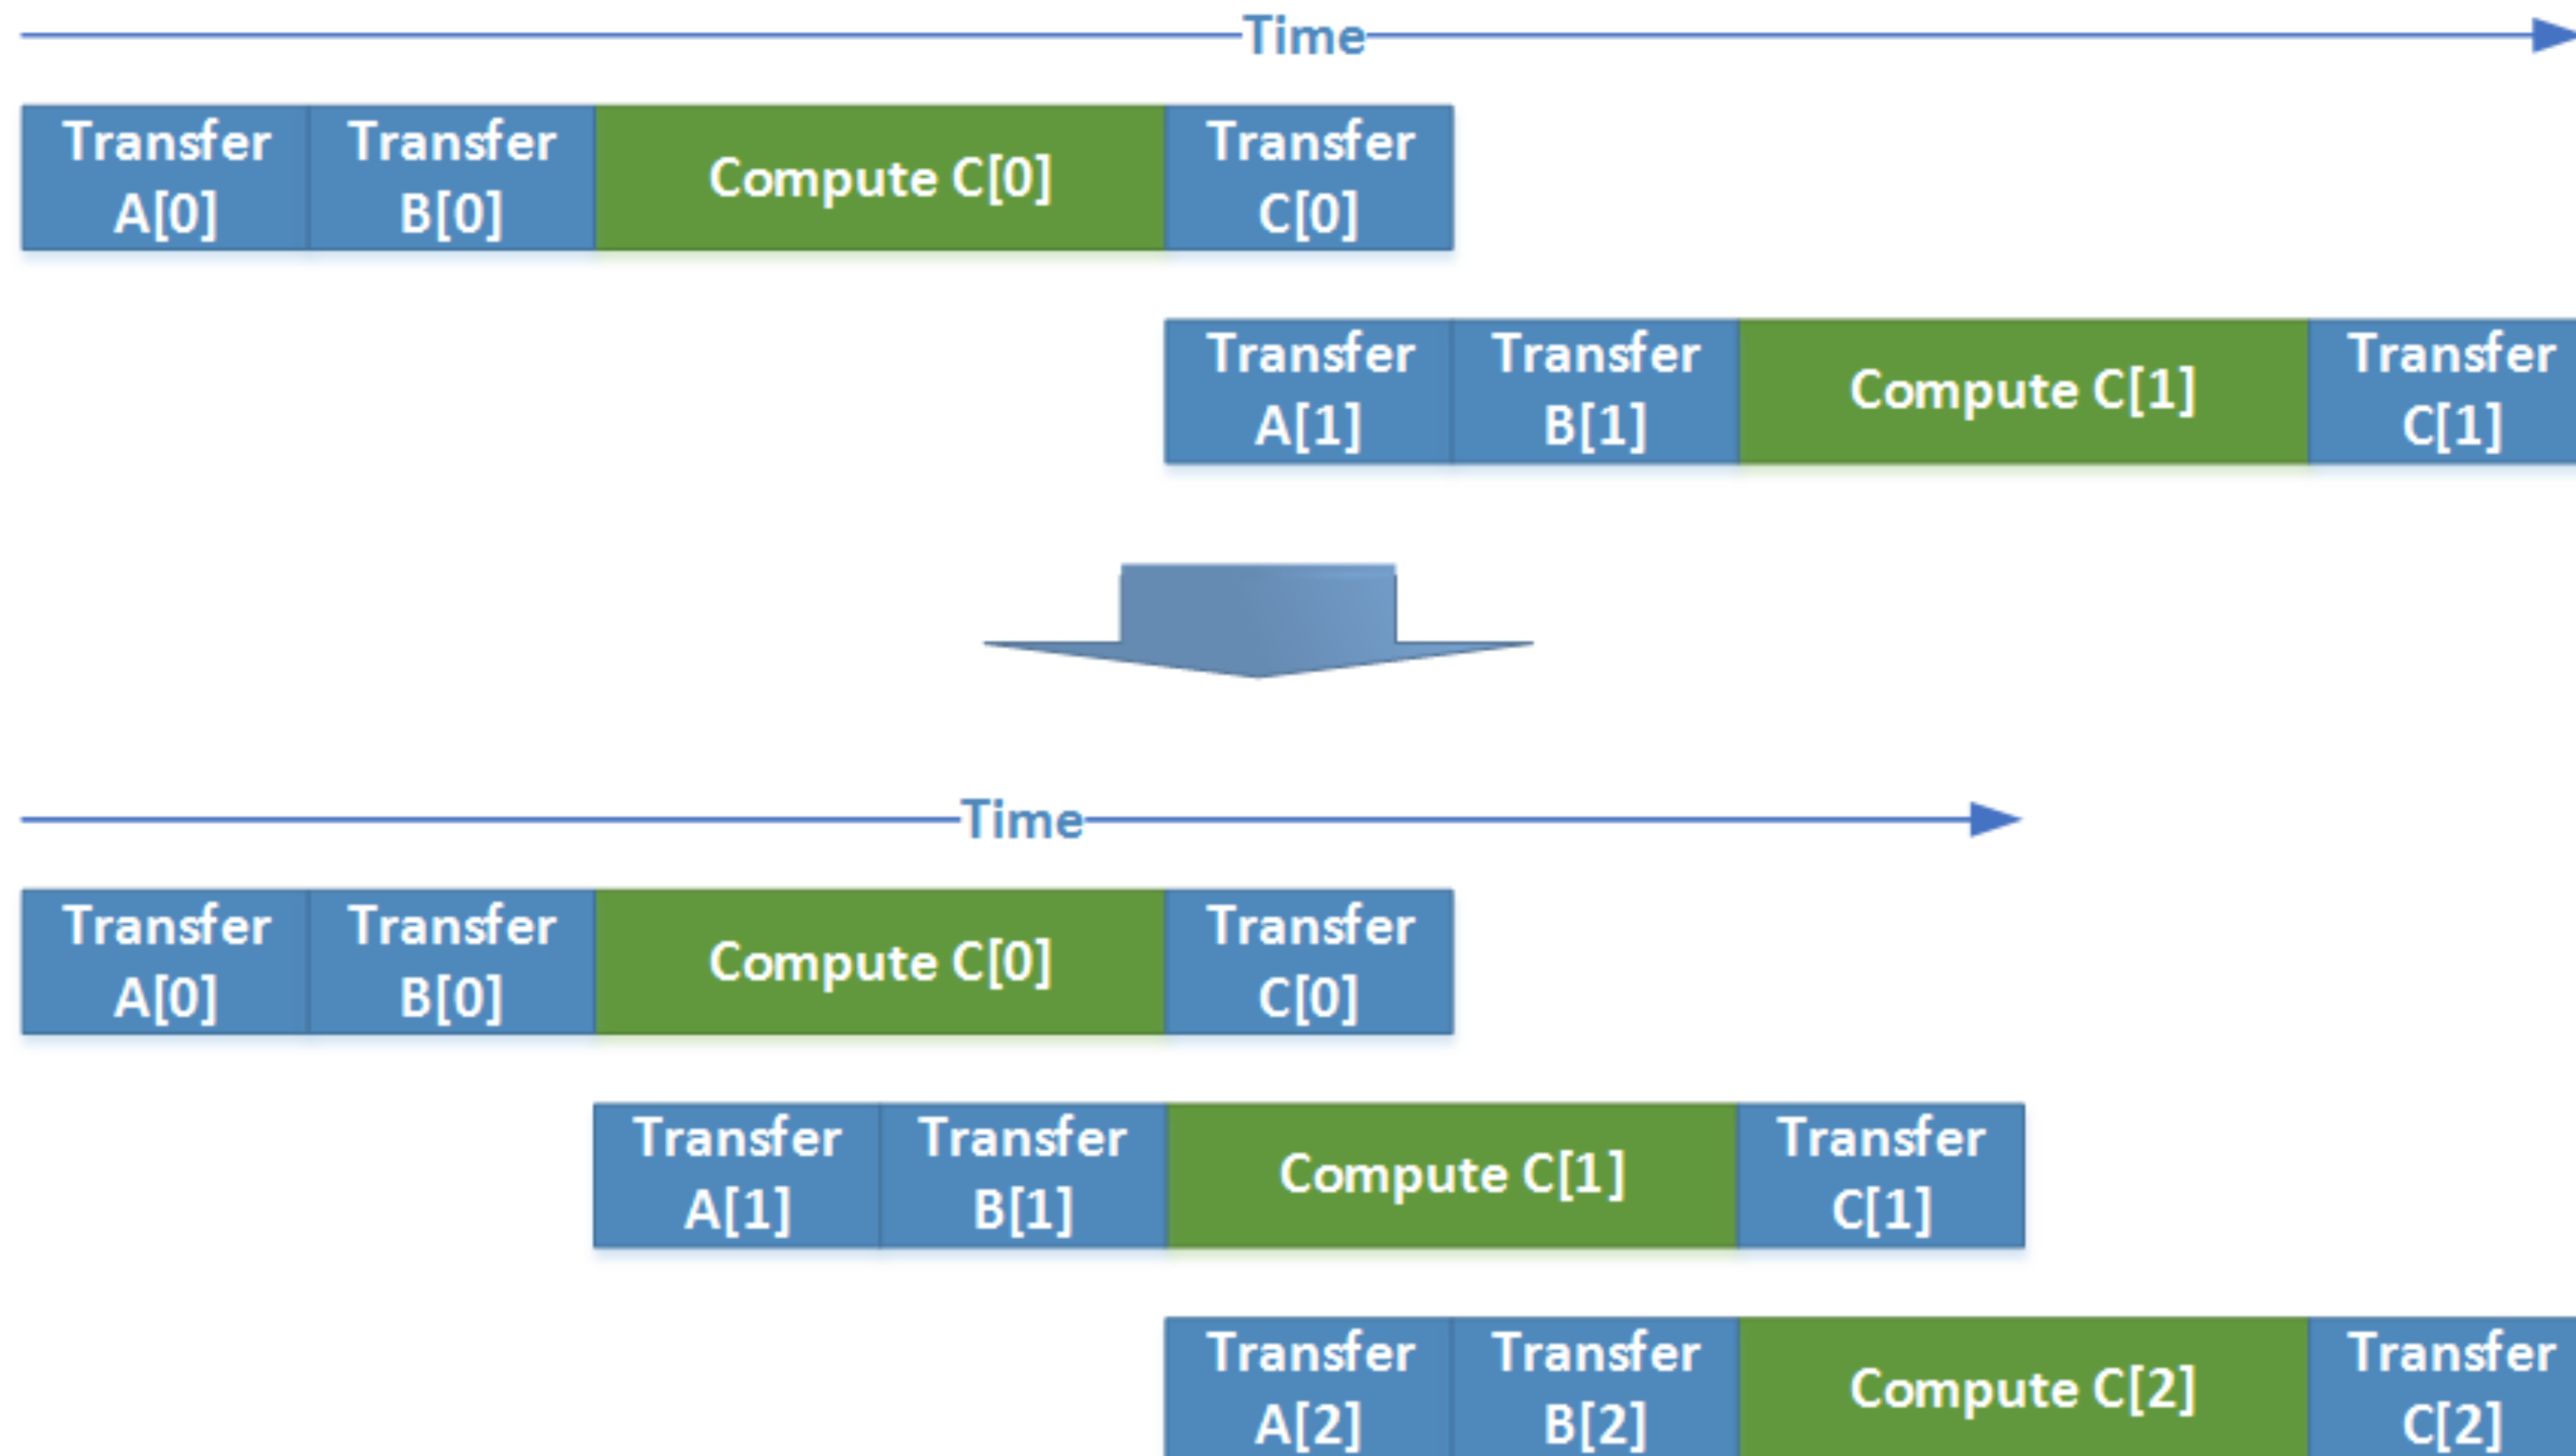 Time
Transfer
A[0]
Transfer
B[0]
Compute C[0]
Transfer
C[0]
Transfer
A[1]
Transfer
B[1]
Compute C[1]
Transfer
C[1]
Time
Transfer
A[0]
Transfer
B[0]
Compute C[0]
Transfer
C[0]
Transfer
A[1]
Transfer
B[1]
Compute C[1]
Transfer
C[1]
Transfer
A[2]
Transfer
B[2]
Compute C[2]
Transfer
C[2]